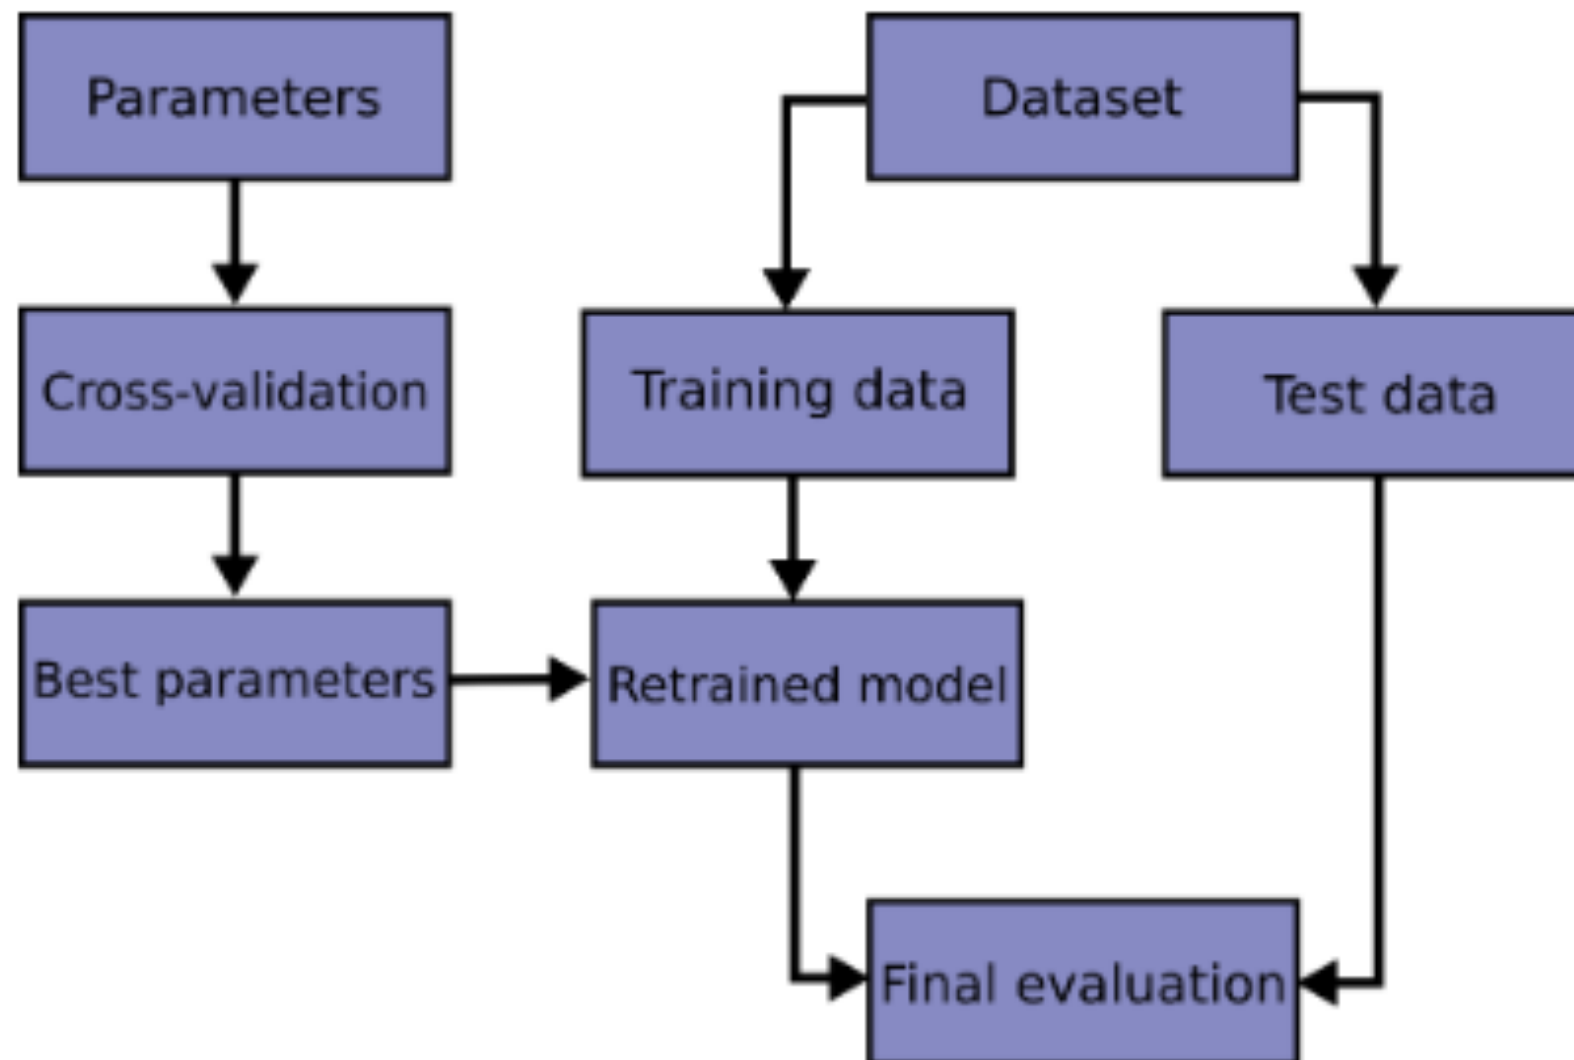 Parameters
Dataset
Cross-validation
Training data
Test data
Best parameters
Retrained model
Final evaluation